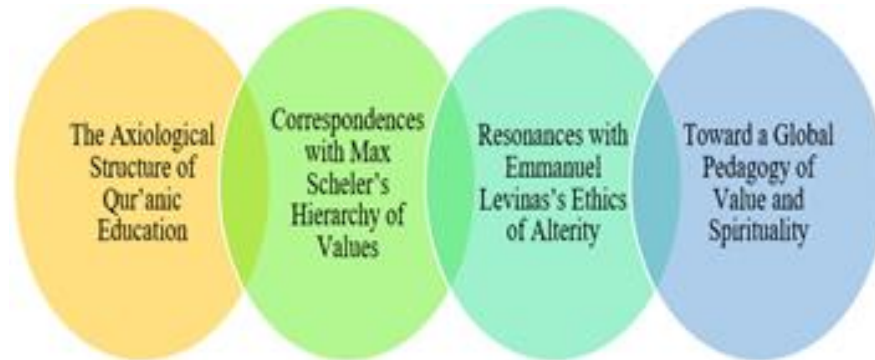 The Axiological
Structure of
Qur'anic
Education
Correspondences
with Max
Scheler's
Hierarchy of
Values
Resonances with
Emmanuel
Levinas's Ethics
of Alterity
Toward a Global
Pedagogy of
Value and
Spirituality